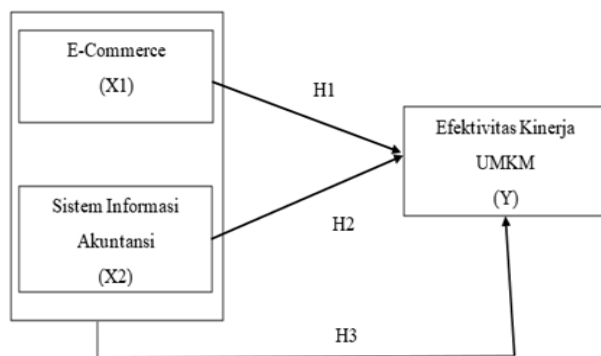 E-Commerce
(X1)
H1
Efektivitas Kinerja
UMKM
(Y)
Sistem Informasi
Akuntansi
(X2)
H2
H3